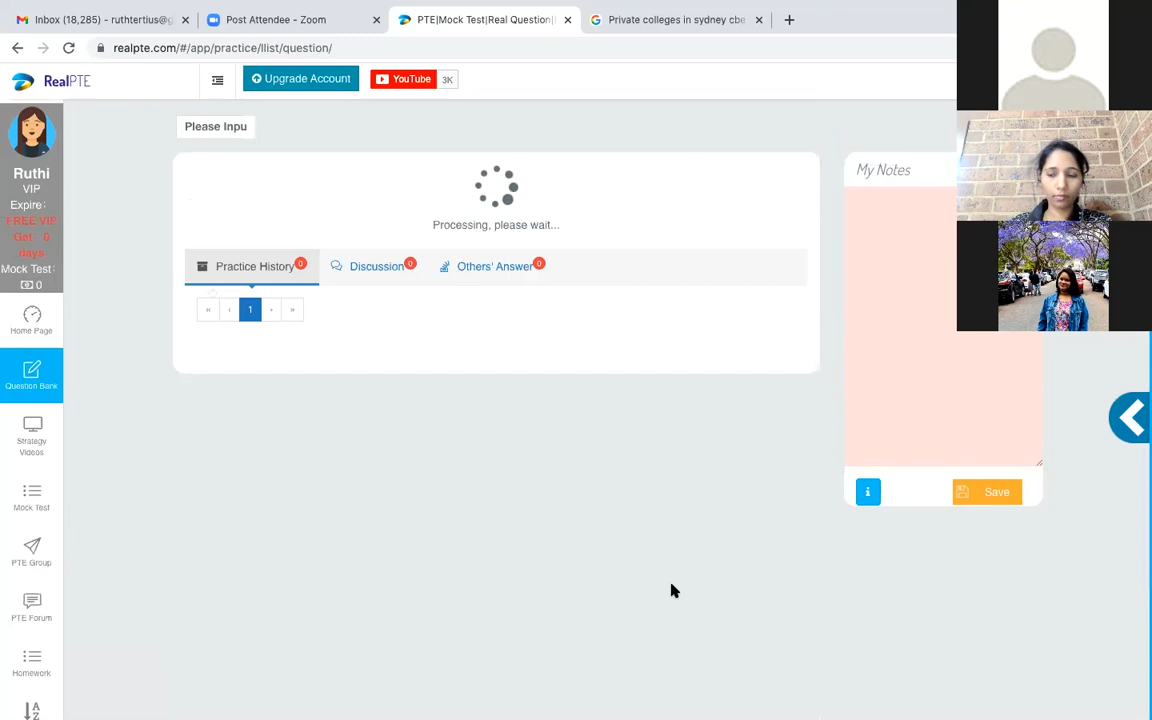 Inbox (18,285) - ruthtertius@g
Post Attendee - Zoom
PTE|Mock Test|Real Question|
Private colleges in sydney cbe
realpte.com/#/app/practice/llist/question/
RealPTE
Upgrade Account
YouTube
3K
Ruthi
VIP
Expire:
FREE VIP
Get 0
days
Mock Test:
0
Home Page
Question Bank
Strategy
Videos
Mock Test
PTE Group
PTE Forum
Homework
Please Inpu
Processing, please wait...
Practice History 0
Discussion 0
Others' Answer 0
« ‹ 1 › »
My Notes
i
Save